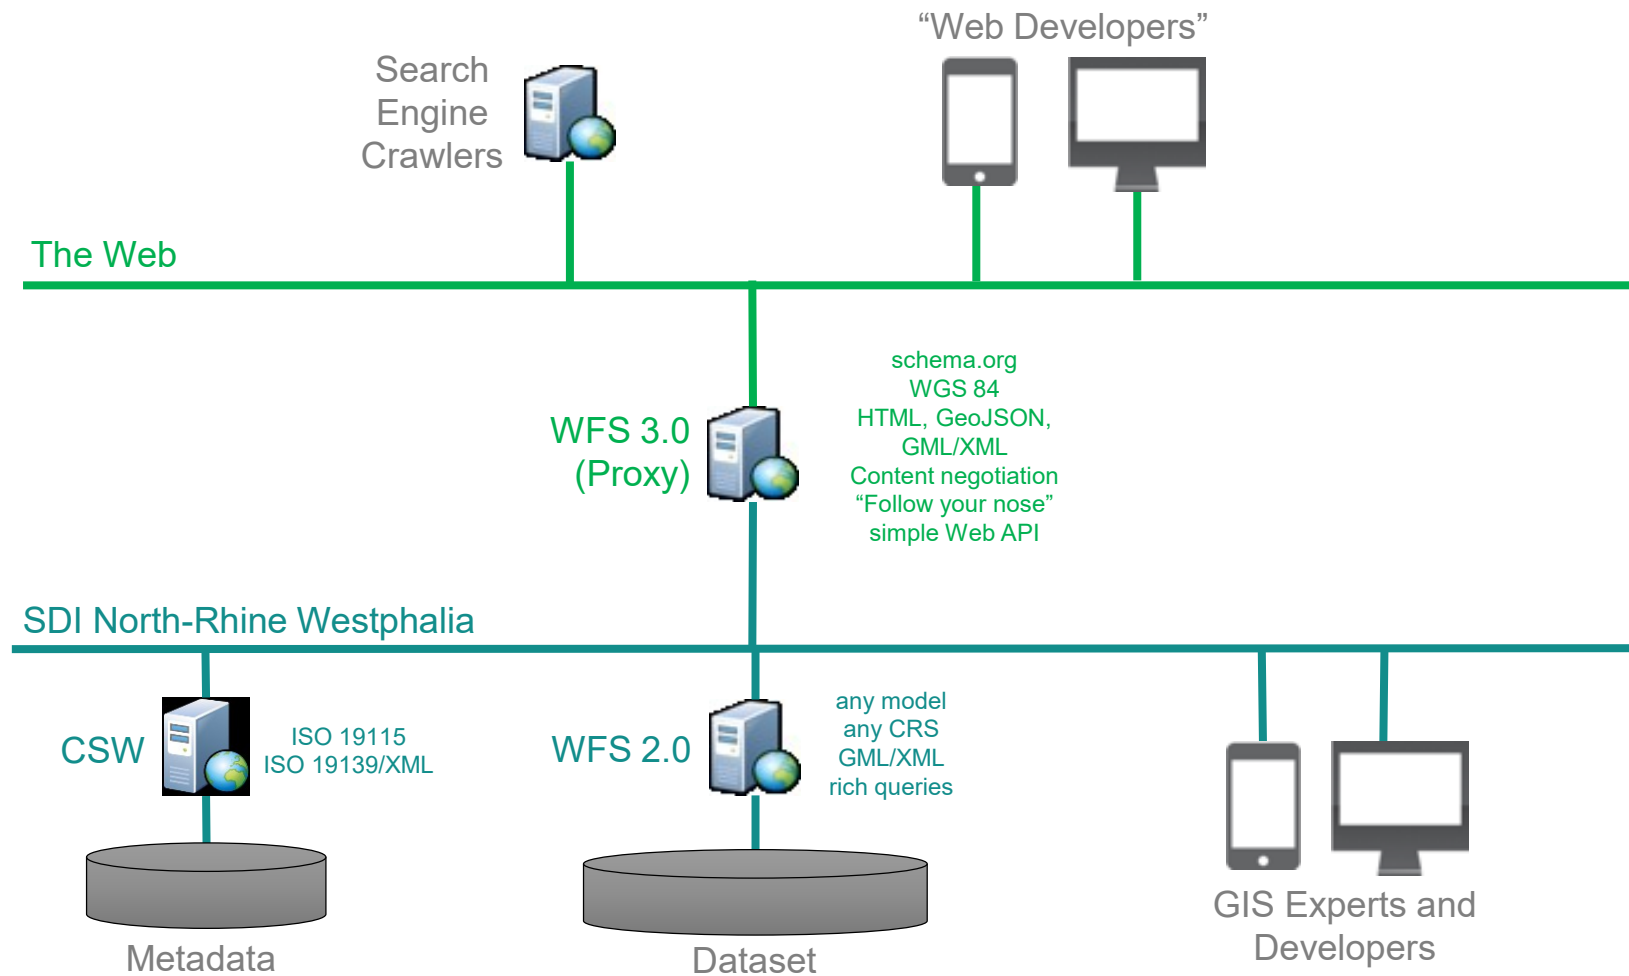 “Web Developers”
Search
Engine
Crawlers
The Web
schema.org
WGS 84
HTML, GeoJSON,
GML/XML
Content negotiation
“Follow your nose”
simple Web API
WFS 3.0
(Proxy)
SDI North-Rhine Westphalia
CSW
ISO 19115
ISO 19139/XML
WFS 2.0
any model
any CRS
GML/XML
rich queries
GIS Experts and
Developers
Metadata
Dataset